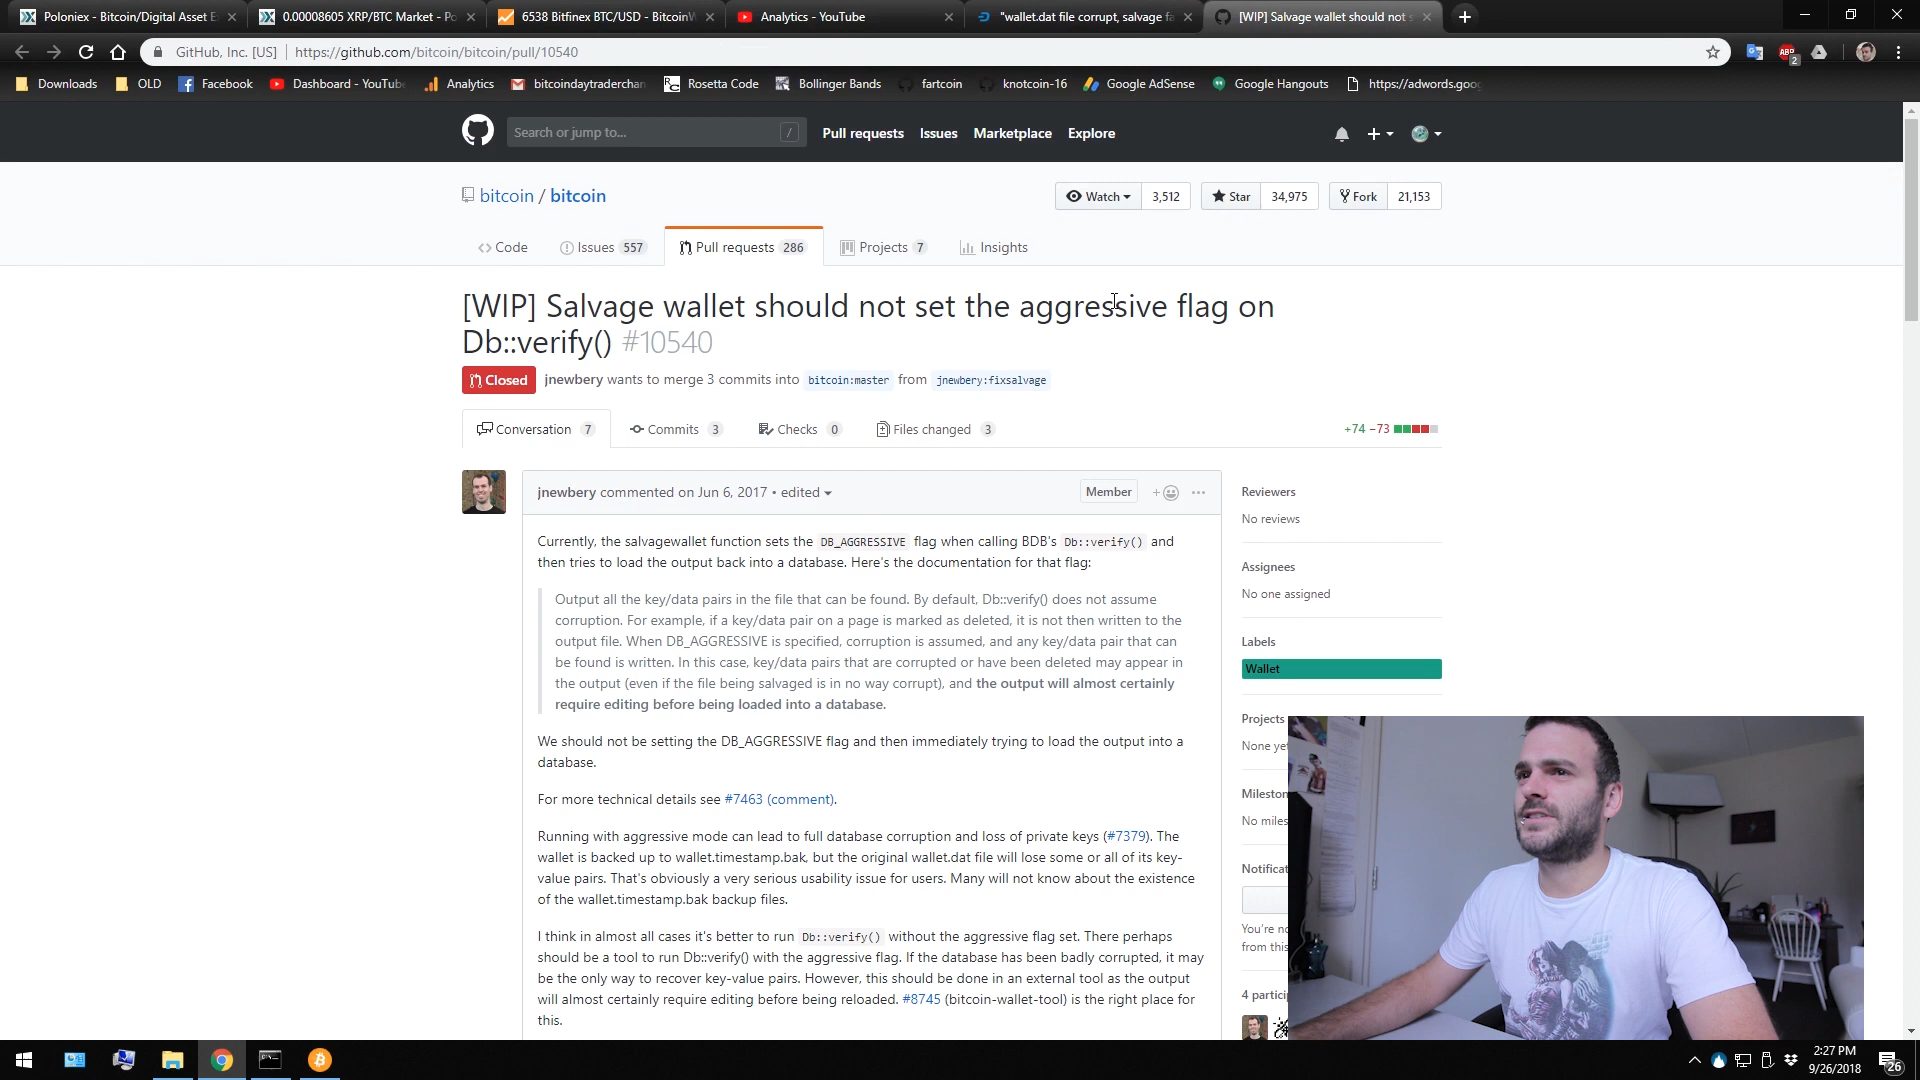 Poloniex - Bitcoin/Digital Asset E
0.00008605 XRP/BTC Market - Po
6538 Bitfinex BTC/USD - BitcoinW
Analytics - YouTube
"wallet.dat file corrupt, salvage fa
[WIP] Salvage wallet should not s
GitHub, Inc. [US]
https://github.com/bitcoin/bitcoin/pull/10540
ABP
2
Downloads
OLD
Facebook
Dashboard - YouTube
Analytics
bitcoindaytraderchan
Rosetta Code
Bollinger Bands
fartcoin
knotcoin-16
Google AdSense
Google Hangouts
https://adwords.goog
Search or jump to...
/
Pull requests
Issues
Marketplace
Explore
bitcoin / bitcoin
Watch
3,512
Star
34,975
Fork
21,153
Code
Issues 557
Pull requests 286
Projects 7
Insights
[WIP] Salvage wallet should not set the aggressive flag on
Db::verify() #10540
Closed
jnewbery wants to merge 3 commits into bitcoin:master from jnewbery:fixsalvage
Conversation 7
Commits 3
Checks 0
Files changed 3
+74 −73
jnewbery commented on Jun 6, 2017 • edited
Member
Currently, the salvagewallet function sets the DB_AGGRESSIVE flag when calling BDB's Db::verify() and
then tries to load the output back into a database. Here's the documentation for that flag:
Output all the key/data pairs in the file that can be found. By default, Db::verify() does not assume
corruption. For example, if a key/data pair on a page is marked as deleted, it is not then written to the
output file. When DB_AGGRESSIVE is specified, corruption is assumed, and any key/data pair that can
be found is written. In this case, key/data pairs that are corrupted or have been deleted may appear in
the output (even if the file being salvaged is in no way corrupt), and the output will almost certainly
require editing before being loaded into a database.
We should not be setting the DB_AGGRESSIVE flag and then immediately trying to load the output into a
database.
For more technical details see #7463 (comment).
Running with aggressive mode can lead to full database corruption and loss of private keys (#7379). The
wallet is backed up to wallet.timestamp.bak, but the original wallet.dat file will lose some or all of its key-
value pairs. That's obviously a very serious usability issue for users. Many will not know about the existence
of the wallet.timestamp.bak backup files.
I think in almost all cases it's better to run Db::verify() without the aggressive flag set. There perhaps
should be a tool to run Db::verify() with the aggressive flag. If the database has been badly corrupted, it may
be the only way to recover key-value pairs. However, this should be done in an external tool as the output
will almost certainly require editing before being reloaded. #8745 (bitcoin-wallet-tool) is the right place for
this.
Reviewers
No reviews
Assignees
No one assigned
Labels
Wallet
Projects
None yet
Mileston
No miles
Notificat
You're no
from this
4 partici
2:27 PM
9/26/2018
26